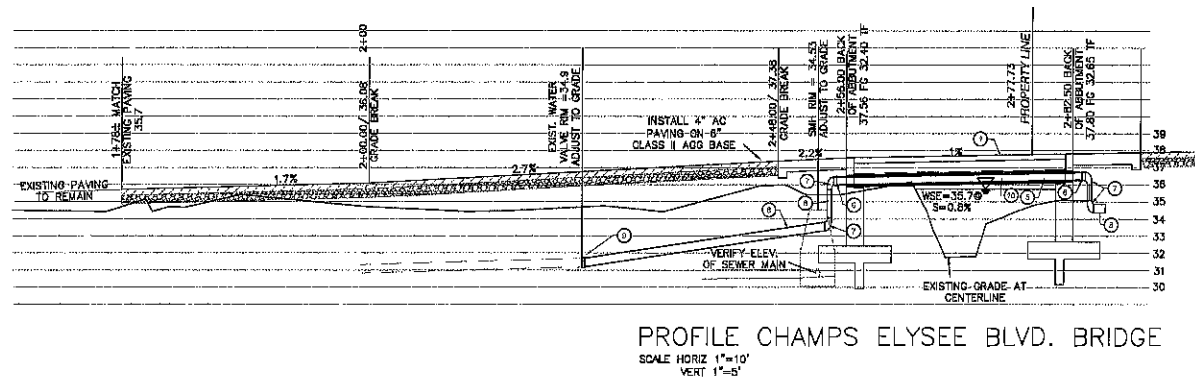 1+78± MATCH
EXISTING PAVING
35.7
2+00
2+00.00/ 36.08
GRADE BREAK
EXIST. WATER
VALVE RIM =34.9
ADJUST TO GRADE
2+48.00/ 37.38
GRADE BREAK
SMH RIM = 34.53
ADJUST TO GRADE
2+56.00 BACK
OF ABBUTMENT
37.56 FG 32.40 TF
2+77.73
PROPERTY LINE
2+82.50 BACK
OF ABBUTMENT
37.80 FG 32.65 TF
INSTALL 4" AC
PAVING ON 6"
CLASS II AGG BASE
EXISTING PAVING
TO REMAIN
1.7%
2.7%
2.2%
1%
WSE=35.7@
S=0.8%
VERIFY ELEV.
OF SEWER MAIN
EXISTING GRADE AT
CENTERLINE
39
38
37
36
35
34
33
32
31
30
PROFILE CHAMPS ELYSEE BLVD. BRIDGE
SCALE HORIZ 1"=10'
VERT 1"=5'